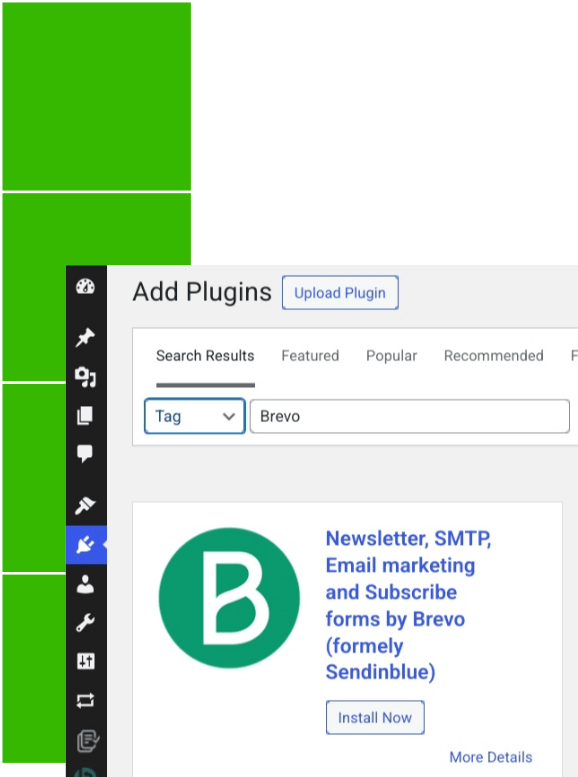 Add Plugins Upload Plugin
Search Results Featured Popular Recommended F
Tag Brevo
Newsletter, SMTP,
Email marketing
and Subscribe
forms by Brevo
(formely
Sendinblue)
Install Now
More Details